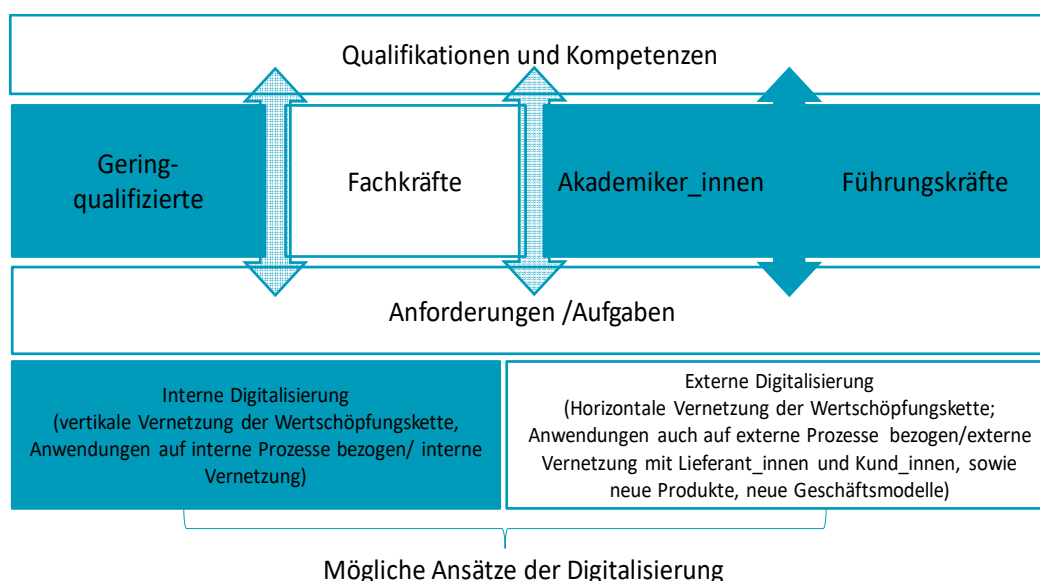 Qualifikationen und Kompetenzen
Gering-
qualifizierte
Fachkräfte
Akademiker_innen
Führungskräfte
Anforderungen /Aufgaben
Interne Digitalisierung
(vertikale Vernetzung der Wertschöpfungskette,
Anwendungen auf interne Prozesse bezogen/ interne
Vernetzung)
Externe Digitalisierung
(Horizontale Vernetzung der Wertschöpfungskette;
Anwendungen auch auf externe Prozesse bezogen/externe
Vernetzung mit Lieferant_innen und Kund_innen, sowie
neue Produkte, neue Geschäftsmodelle)
Mögliche Ansätze der Digitalisierung